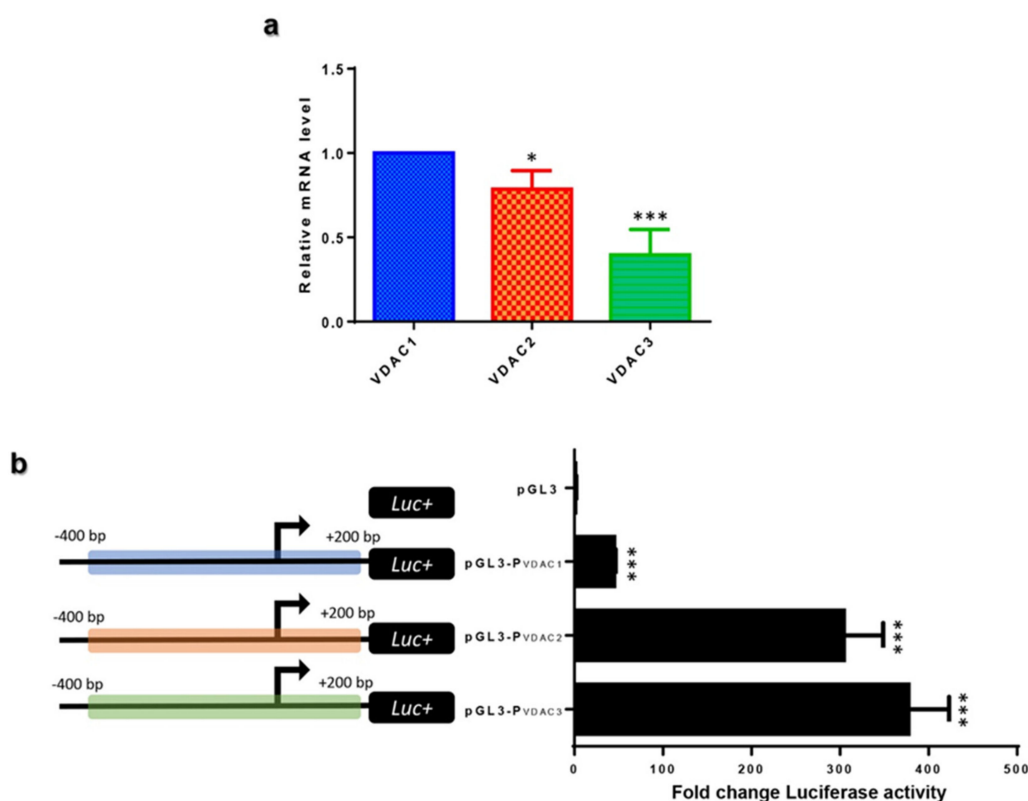 a
Relative mRNA level
1.5
1.0
0.5
0.0
*
***
VDAC1
VDAC2
VDAC3
b
Luc+
-400 bp
+200 bp
Luc+
-400 bp
+200 bp
Luc+
-400 bp
+200 bp
Luc+
pGL3
pGL3-PVDAC1
***
pGL3-PVDAC2
***
pGL3-PVDAC3
***
0 100 200 300 400 500
Fold change Luciferase activity